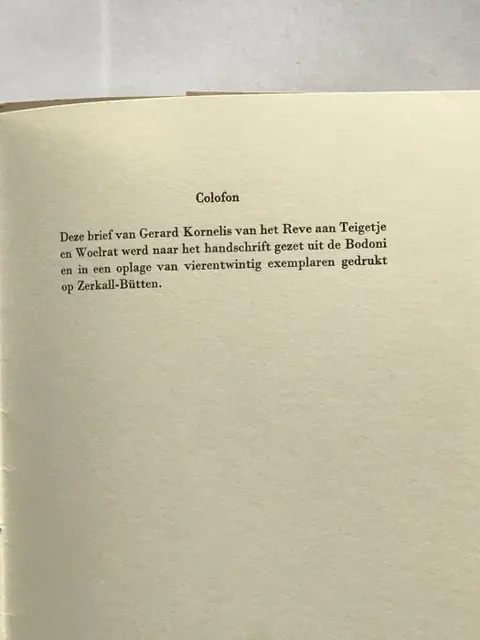 Colofon
Deze brief van Gerard Kornelis van het Reve aan Teigetje
en Woelrat werd naar het handschrift gezet uit de Bodoni
en in een oplage van vierentwintig exemplaren gedrukt
op Zerkall-Bütten.